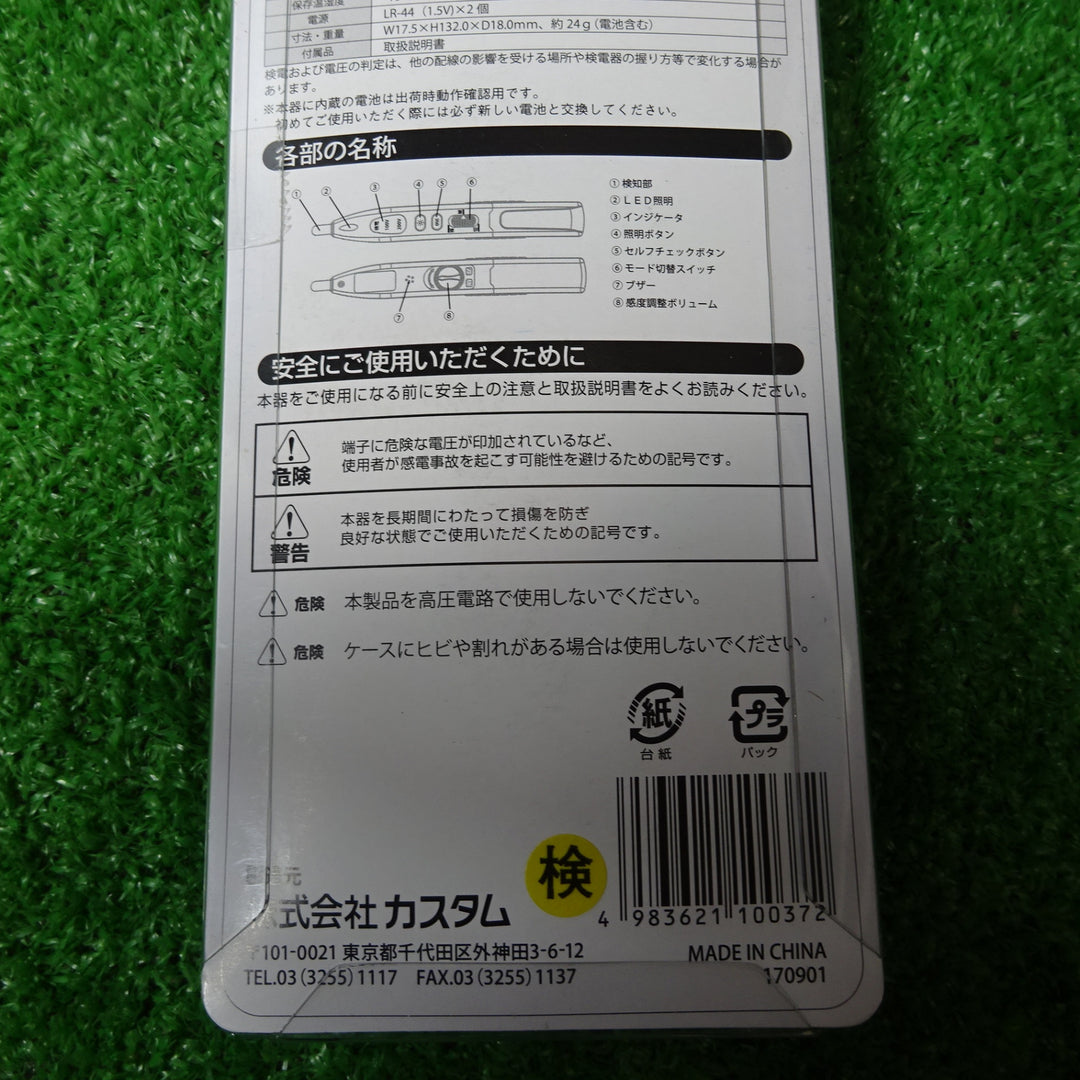 保存温湿度
電源 LR-44（1.5V）×2個
寸法・重量 W17.5×H132.0×D18.0mm、約24g（電池含む）
付属品 取扱説明書
検電および電圧の判定は、他の配線の影響を受ける場所や検電器の握り方等で変化する場合が
あります。
※本器に内蔵の電池は出荷時動作確認用です。
初めてご使用いただく際には必ず新しい電池と交換してください。
各部の名称
① ② ③ ④ ⑤ ⑥
⑦ ⑧
①検知部
②ＬＥＤ照明
③インジケータ
④照明ボタン
⑤セルフチェックボタン
⑥モード切替スイッチ
⑦ブザー
⑧感度調整ボリューム
安全にご使用いただくために
本器をご使用になる前に安全上の注意と取扱説明書をよくお読みください。
危険
端子に危険な電圧が印加されているなど、
使用者が感電事故を起こす可能性を避けるための記号です。
警告
本器を長期間にわたって損傷を防ぎ
良好な状態でご使用いただくための記号です。
危険 本製品を高圧電路で使用しないでください。
危険 ケースにヒビや割れがある場合は使用しないでください。
紙
台紙
プラ
パック
検
株式会社 カスタム
4 983621 100372
〒101-0021 東京都千代田区外神田3-6-12
TEL.03 (3255) 1117 FAX.03 (3255) 1137
MADE IN CHINA
170901